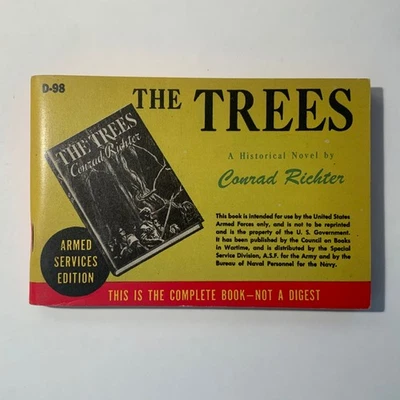 D-98
THE TREES
A Historical Novel by
Conrad Richter
THE TREES
Conrad Richter
This book is intended for use by the United States
Armed Forces only, and is not to be reprinted
and is the property of the U. S. Government.
It has been published by the Council on Books
in Wartime, and is distributed by the Special
Service Division, A.S.F. for the Army and by the
Bureau of Naval Personnel for the Navy.
ARMED
SERVICES
EDITION
THIS IS THE COMPLETE BOOK—NOT A DIGEST